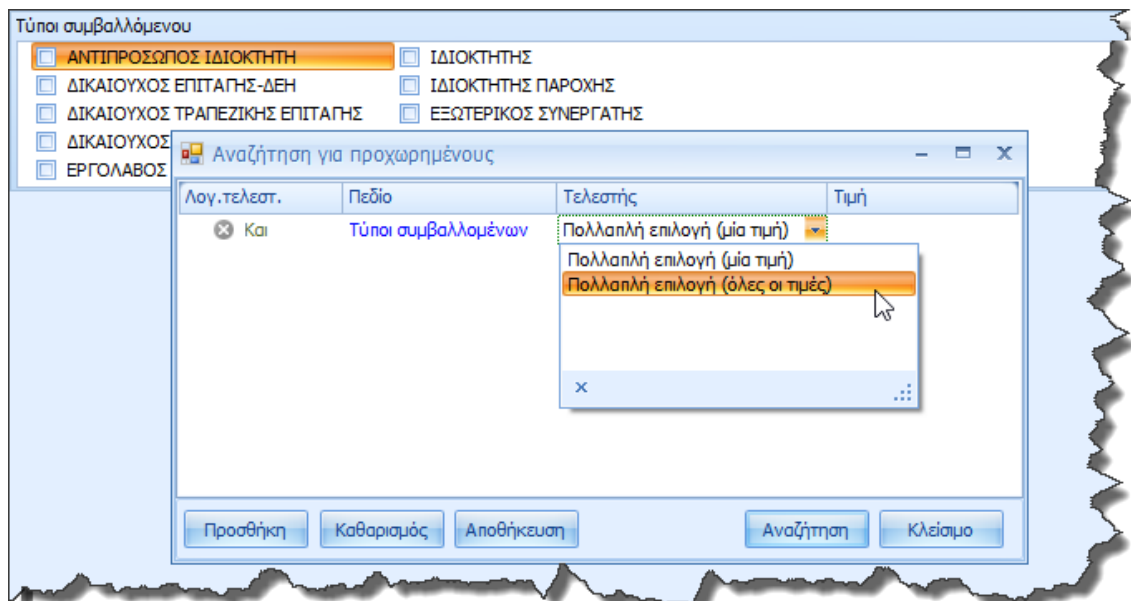 Τύποι συμβαλλόμενου
ΑΝΤΙΠΡΟΣΩΠΟΣ ΙΔΙΟΚΤΗΤΗ ΙΔΙΟΚΤΗΤΗΣ
ΔΙΚΑΙΟΥΧΟΣ ΕΠΙΤΑΓΗΣ-ΔΕΗ ΙΔΙΟΚΤΗΤΗΣ ΠΑΡΟΧΗΣ
ΔΙΚΑΙΟΥΧΟΣ ΤΡΑΠΕΖΙΚΗΣ ΕΠΙΤΑΓΗΣ ΕΞΩΤΕΡΙΚΟΣ ΣΥΝΕΡΓΑΤΗΣ
ΔΙΚΑΙΟΥΧΟΣ
ΕΡΓΟΛΑΒΟΣ
Αναζήτηση για προχωρημένους
Λογ.τελεστ. Πεδίο Τελεστής Τιμή
Και Τύποι συμβαλλομένων Πολλαπλή επιλογή (μία τιμή)
Πολλαπλή επιλογή (μία τιμή)
Πολλαπλή επιλογή (όλες οι τιμές)
Προσθήκη Καθαρισμός Αποθήκευση Αναζήτηση Κλείσιμο